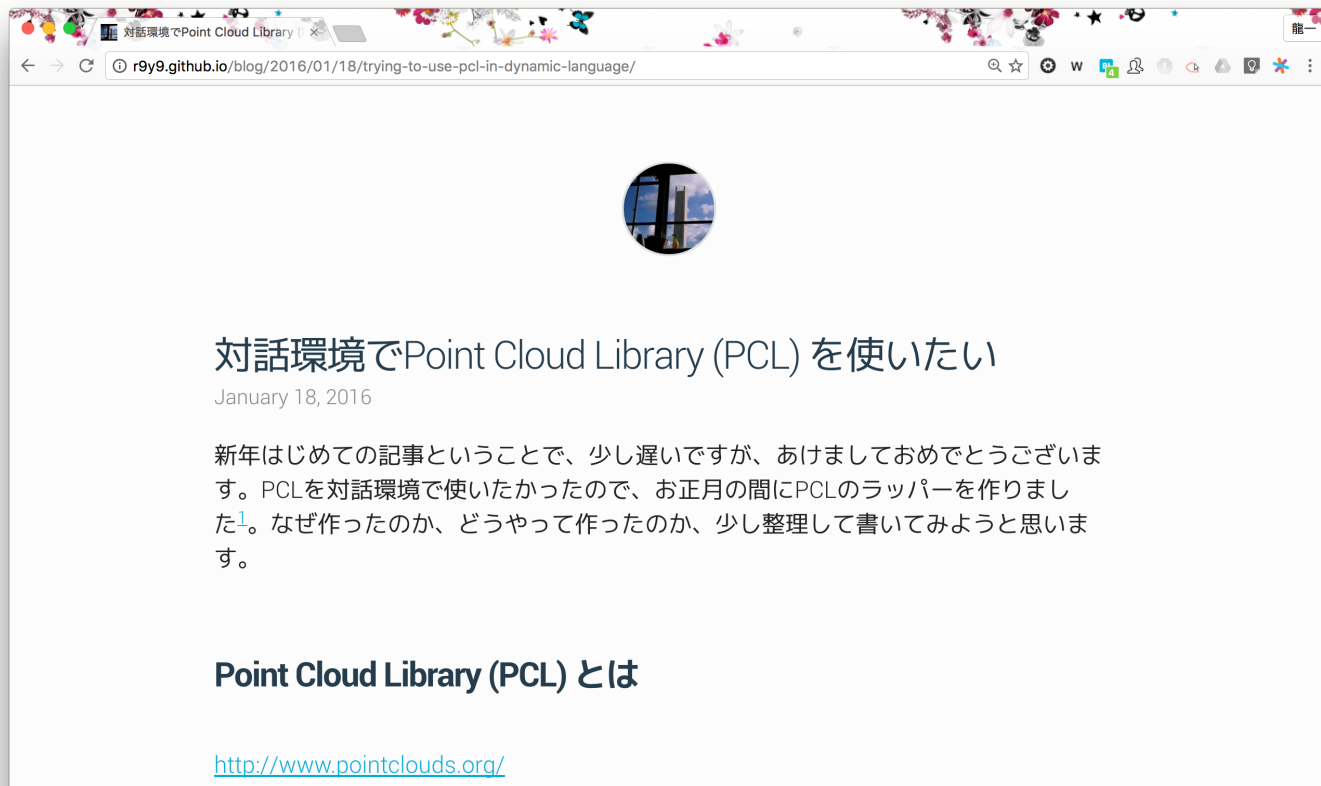 対話環境でPoint Cloud Library (
龍一
r9y9.github.io/blog/2016/01/18/trying-to-use-pcl-in-dynamic-language/
W
4
対話環境でPoint Cloud Library (PCL) を使いたい
January 18, 2016
新年はじめての記事ということで、少し遅いですが、あけましておめでとうございま
す。PCLを対話環境で使いたかったので、お正月の間にPCLのラッパーを作りまし
た1。なぜ作ったのか、どうやって作ったのか、少し整理して書いてみようと思いま
す。
Point Cloud Library (PCL) とは
http://www.pointclouds.org/